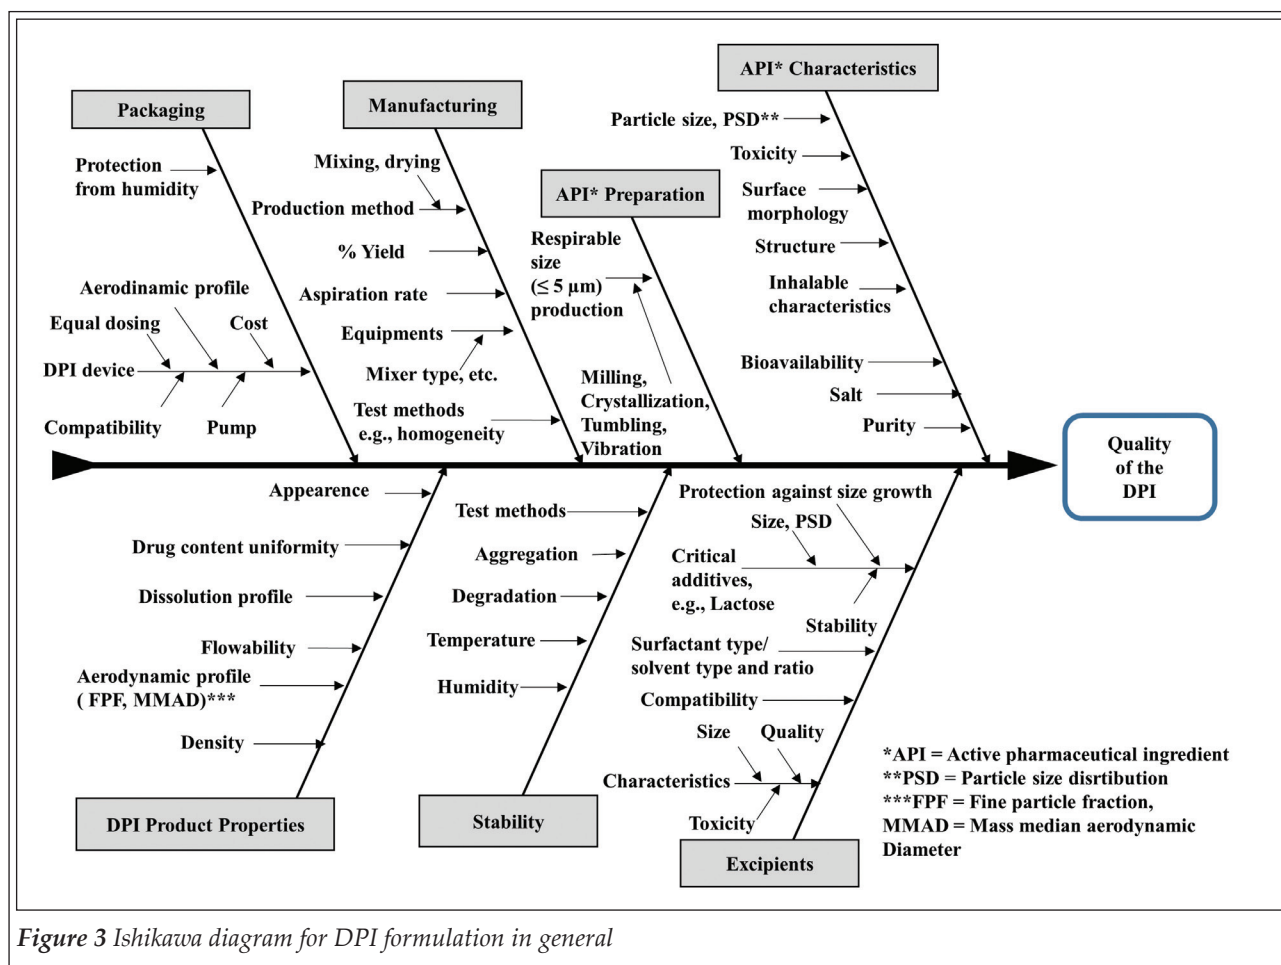 API* Characteristics
Packaging
Manufacturing
Particle size, PSD**
Toxicity
Protection
from humidity
Mixing, drying
API* Preparation
Surface
morphology
Production method
Respirable
size
(≤ 5 µm)
production
Structure
% Yield
Aerodinamic profile
Aspiration rate
Inhalable
characteristics
Equal dosing
Cost
Equipments
DPI device
Mixer type, etc.
Bioavailability
Milling,
Crystallization,
Tumbling,
Vibration
Salt
Compatibility
Pump
Test methods
e.g., homogeneity
Purity
Quality
of the
DPI
Appearence
Protection against size growth
Test methods
Size, PSD
Drug content uniformity
Aggregation
Critical
additives,
e.g., Lactose
Dissolution profile
Degradation
Stability
Flowability
Temperature
Surfactant type/
solvent type and ratio
Aerodynamic profile
( FPF, MMAD)***
Humidity
Compatibility
Density
Size
Quality
Characteristics
Toxicity
DPI Product Properties
Stability
Excipients
*API = Active pharmaceutical ingredient
**PSD = Particle size disrtibution
***FPF = Fine particle fraction,
MMAD = Mass median aerodynamic
Diameter
Figure 3 Ishikawa diagram for DPI formulation in general